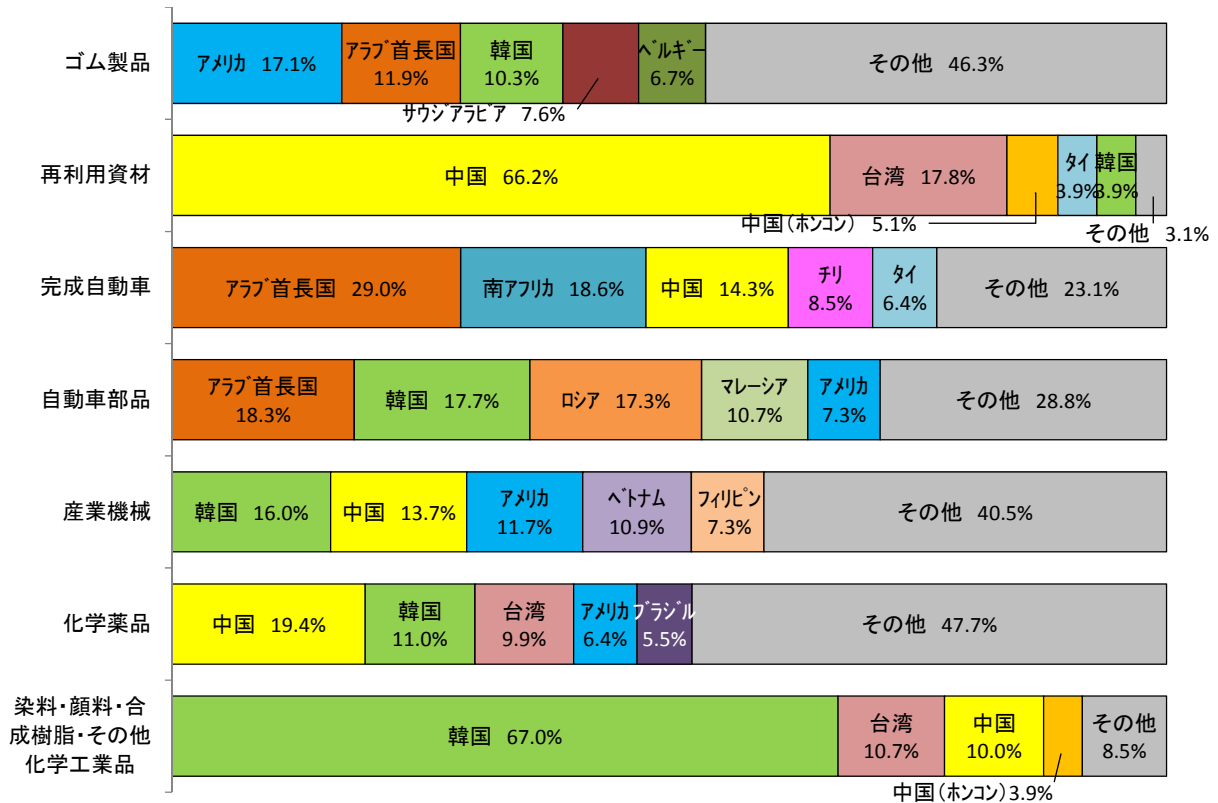 ゴム製品
ｱﾒﾘｶ 17.1%
ｱﾗﾌﾞ首長国
11.9%
韓国
10.3%
ｻｳｼﾞｱﾗﾋﾞｱ 7.6%
ﾍﾞﾙｷﾞｰ
6.7%
その他 46.3%
再利用資材
中国 66.2%
台湾 17.8%
中国(ﾎﾝｺﾝ) 5.1%
ﾀｲ
3.9%
韓国
3.9%
その他 3.1%
完成自動車
ｱﾗﾌﾞ首長国 29.0%
南ｱﾌﾘｶ 18.6%
中国 14.3%
ﾁﾘ
8.5%
ﾀｲ
6.4%
その他 23.1%
自動車部品
ｱﾗﾌﾞ首長国
18.3%
韓国 17.7%
ﾛｼｱ 17.3%
ﾏﾚｰｼｱ
10.7%
ｱﾒﾘｶ
7.3%
その他 28.8%
産業機械
韓国 16.0%
中国 13.7%
ｱﾒﾘｶ
11.7%
ﾍﾞﾄﾅﾑ
10.9%
ﾌｨﾘﾋﾟﾝ
7.3%
その他 40.5%
化学薬品
中国 19.4%
韓国
11.0%
台湾
9.9%
ｱﾒﾘｶ
6.4%
ﾌﾞﾗｼﾞﾙ
5.5%
その他 47.7%
染料・顔料・合
成樹脂・その他
化学工業品
韓国 67.0%
台湾
10.7%
中国
10.0%
中国(ﾎﾝｺﾝ)3.9%
その他
8.5%